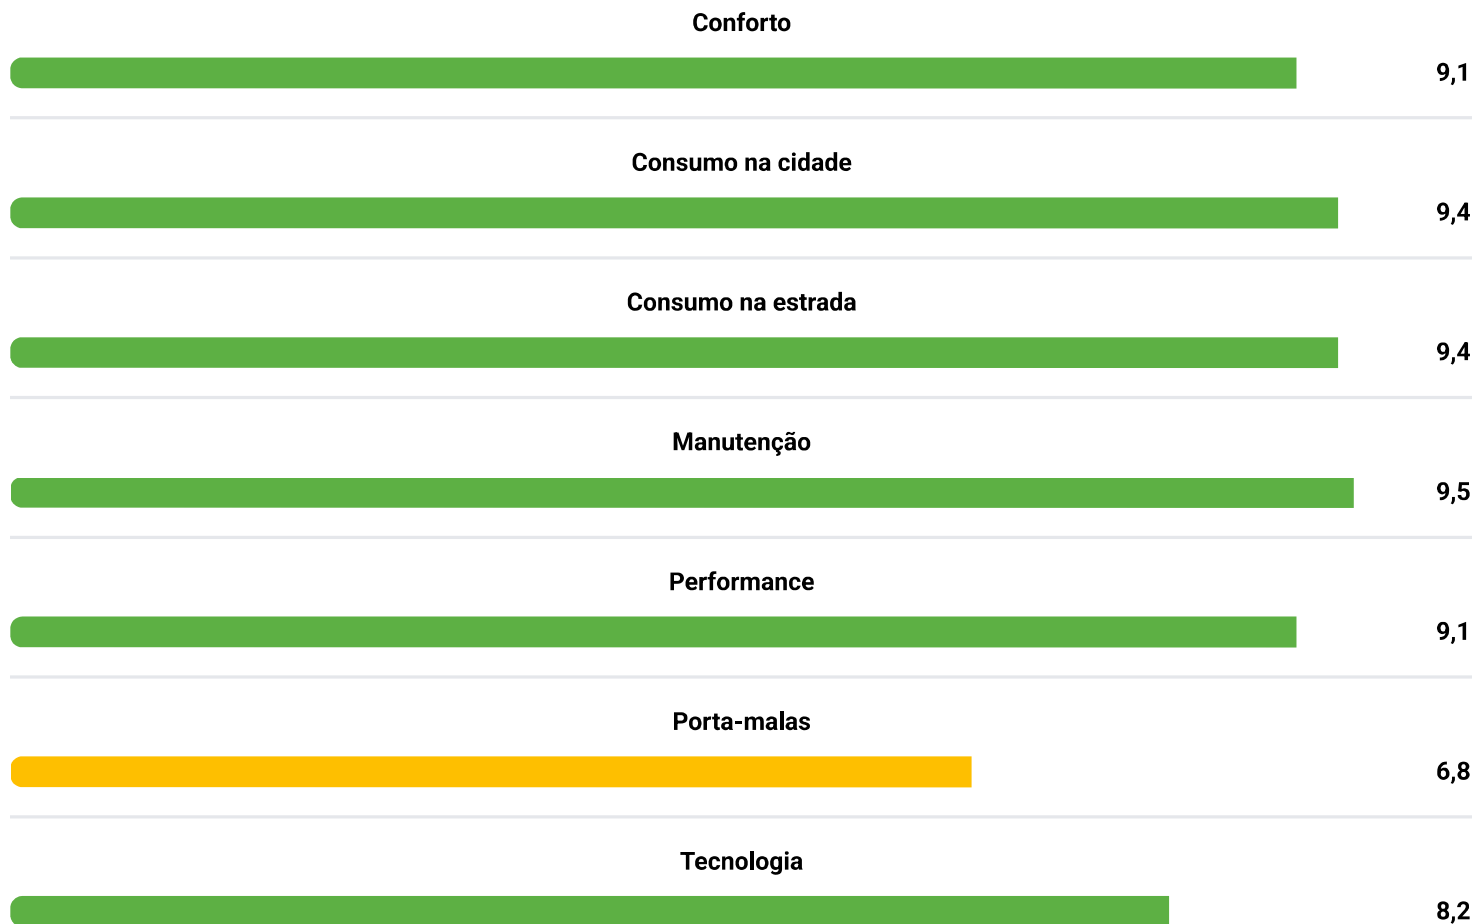 Conforto
9,1
Consumo na cidade
9,4
Consumo na estrada
9,4
Manutenção
9,5
Performance
9,1
Porta-malas
6,8
Tecnologia
8,2